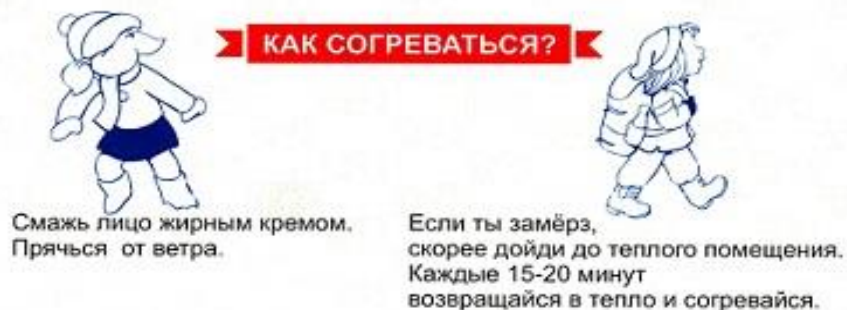 КАК СОГРЕВАТЬСЯ?
Смажь лицо жирным кремом.
Прячься от ветра.
Если ты замёрз,
скорее дойди до теплого помещения.
Каждые 15-20 минут
возвращайся в тепло и согревайся.